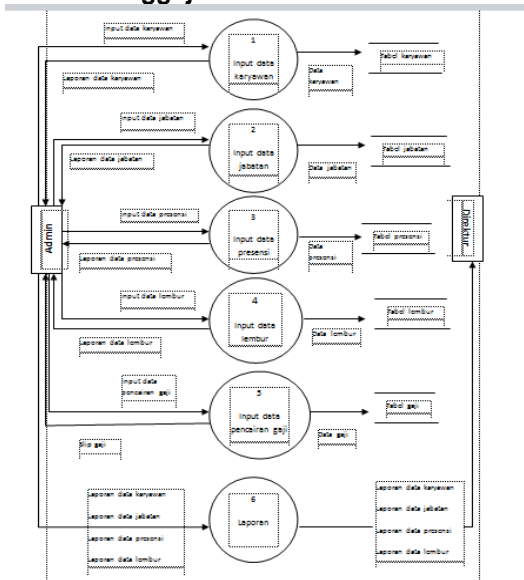 Input data karyawan
1
Input data
karyawan
Data
karyawan
Tabel karyawan
Laporan data karyawan
Input data jabatan
2
Input data
jabatan
Data jabatan
Tabel jabatan
Laporan data jabatan
Admin
Direktur
Input data presensi
3
Input data
presensi
Data
presensi
Tabel presensi
Laporan data presensi
Input data lembur
4
Input data
lembur
Data lembur
Tabel lembur
Laporan data lembur
Input data
pencairan gaji
5
Input data
pencairan gaji
Data gaji
Tabel gaji
Slip gaji
6
Laporan
Laporan data karyawan
Laporan data jabatan
Laporan data presensi
Laporan data lembur
Laporan data karyawan
Laporan data jabatan
Laporan data presensi
Laporan data lembur